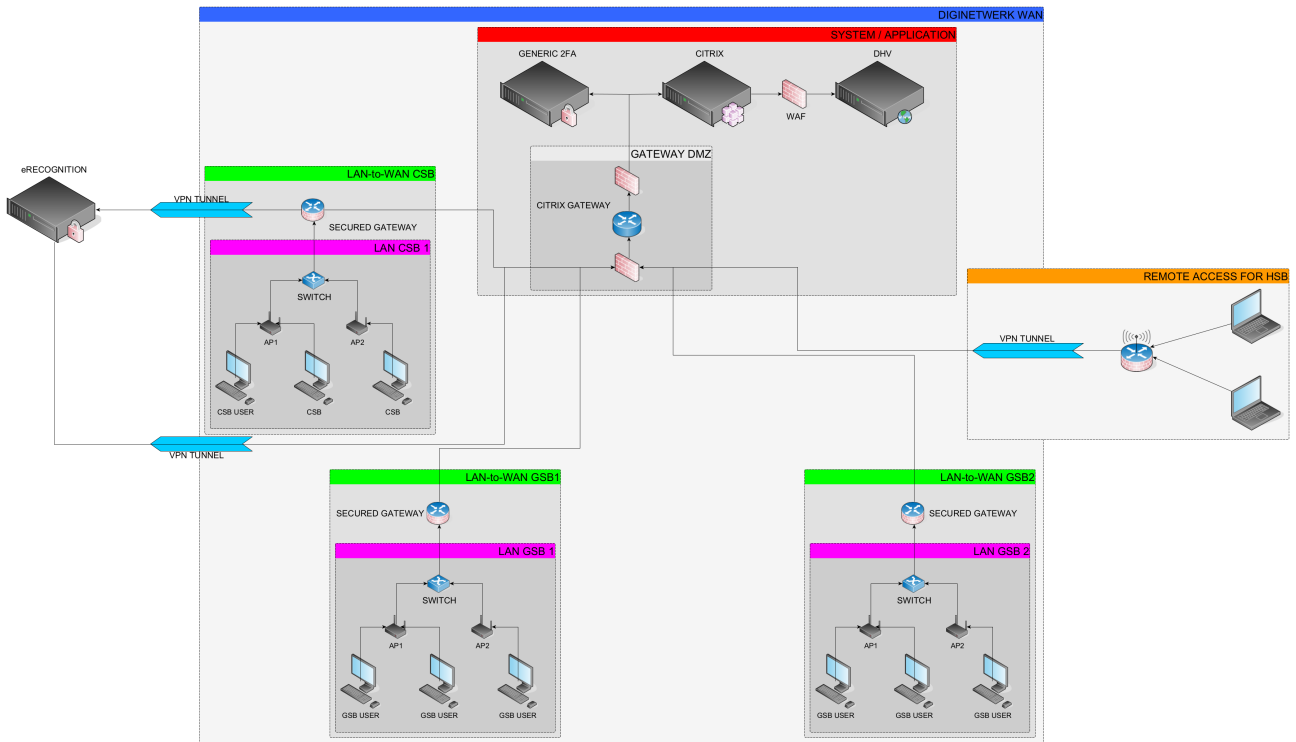 DIGINETWERK WAN
SYSTEM / APPLICATION
GENERIC 2FA
CITRIX
DHV
WAF
GATEWAY DMZ
CITRIX GATEWAY
eRECOGNITION
LAN-to-WAN CSB
VPN TUNNEL
SECURED GATEWAY
LAN CSB 1
SWITCH
AP1
AP2
CSB USER
CSB
CSB
VPN TUNNEL
REMOTE ACCESS FOR HSB
VPN TUNNEL
LAN-to-WAN GSB1
SECURED GATEWAY
LAN GSB 1
SWITCH
AP1
AP2
GSB USER
GSB USER
GSB USER
LAN-to-WAN GSB2
SECURED GATEWAY
LAN GSB 2
SWITCH
AP1
AP2
GSB USER
GSB USER
GSB USER